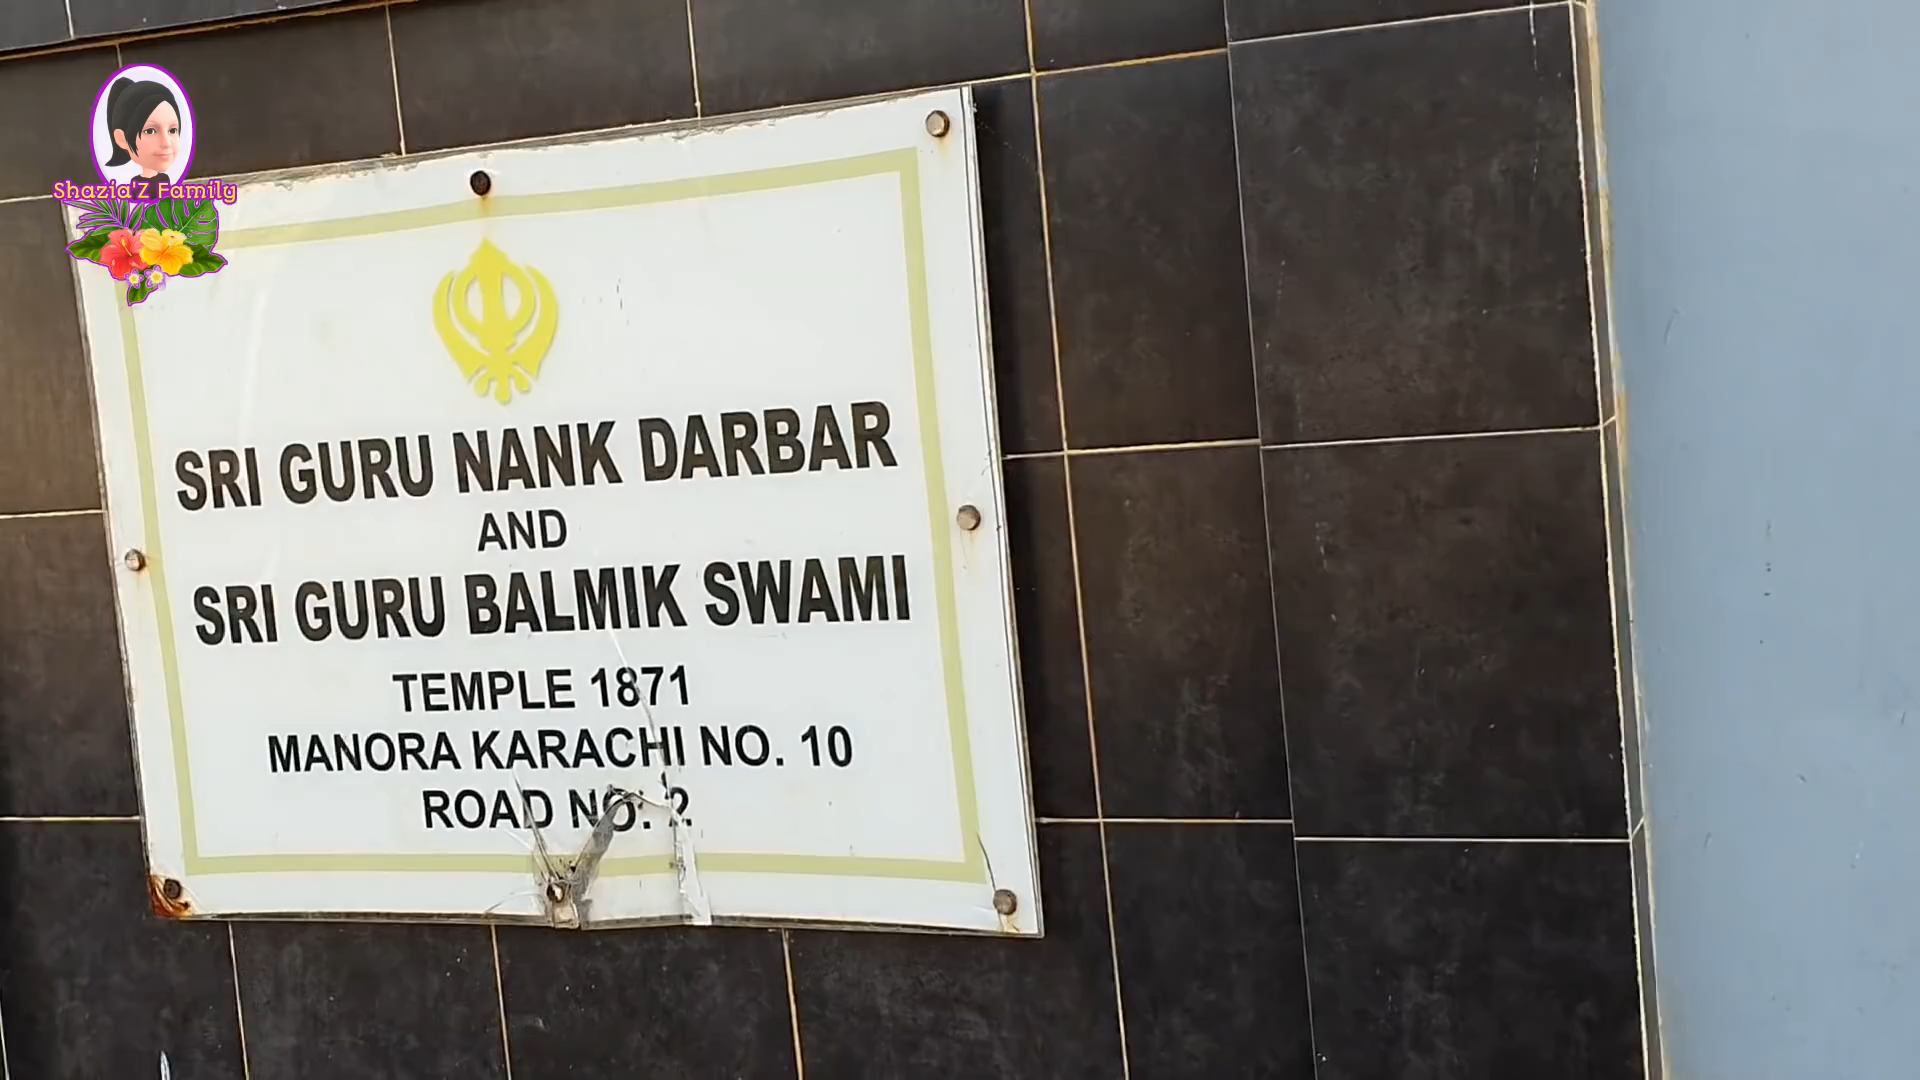 Shazia'Z Family
SRI GURU NANK DARBAR
AND
SRI GURU BALMIK SWAMI
TEMPLE 1871
MANORA KARACHI NO. 10
ROAD NO: 2